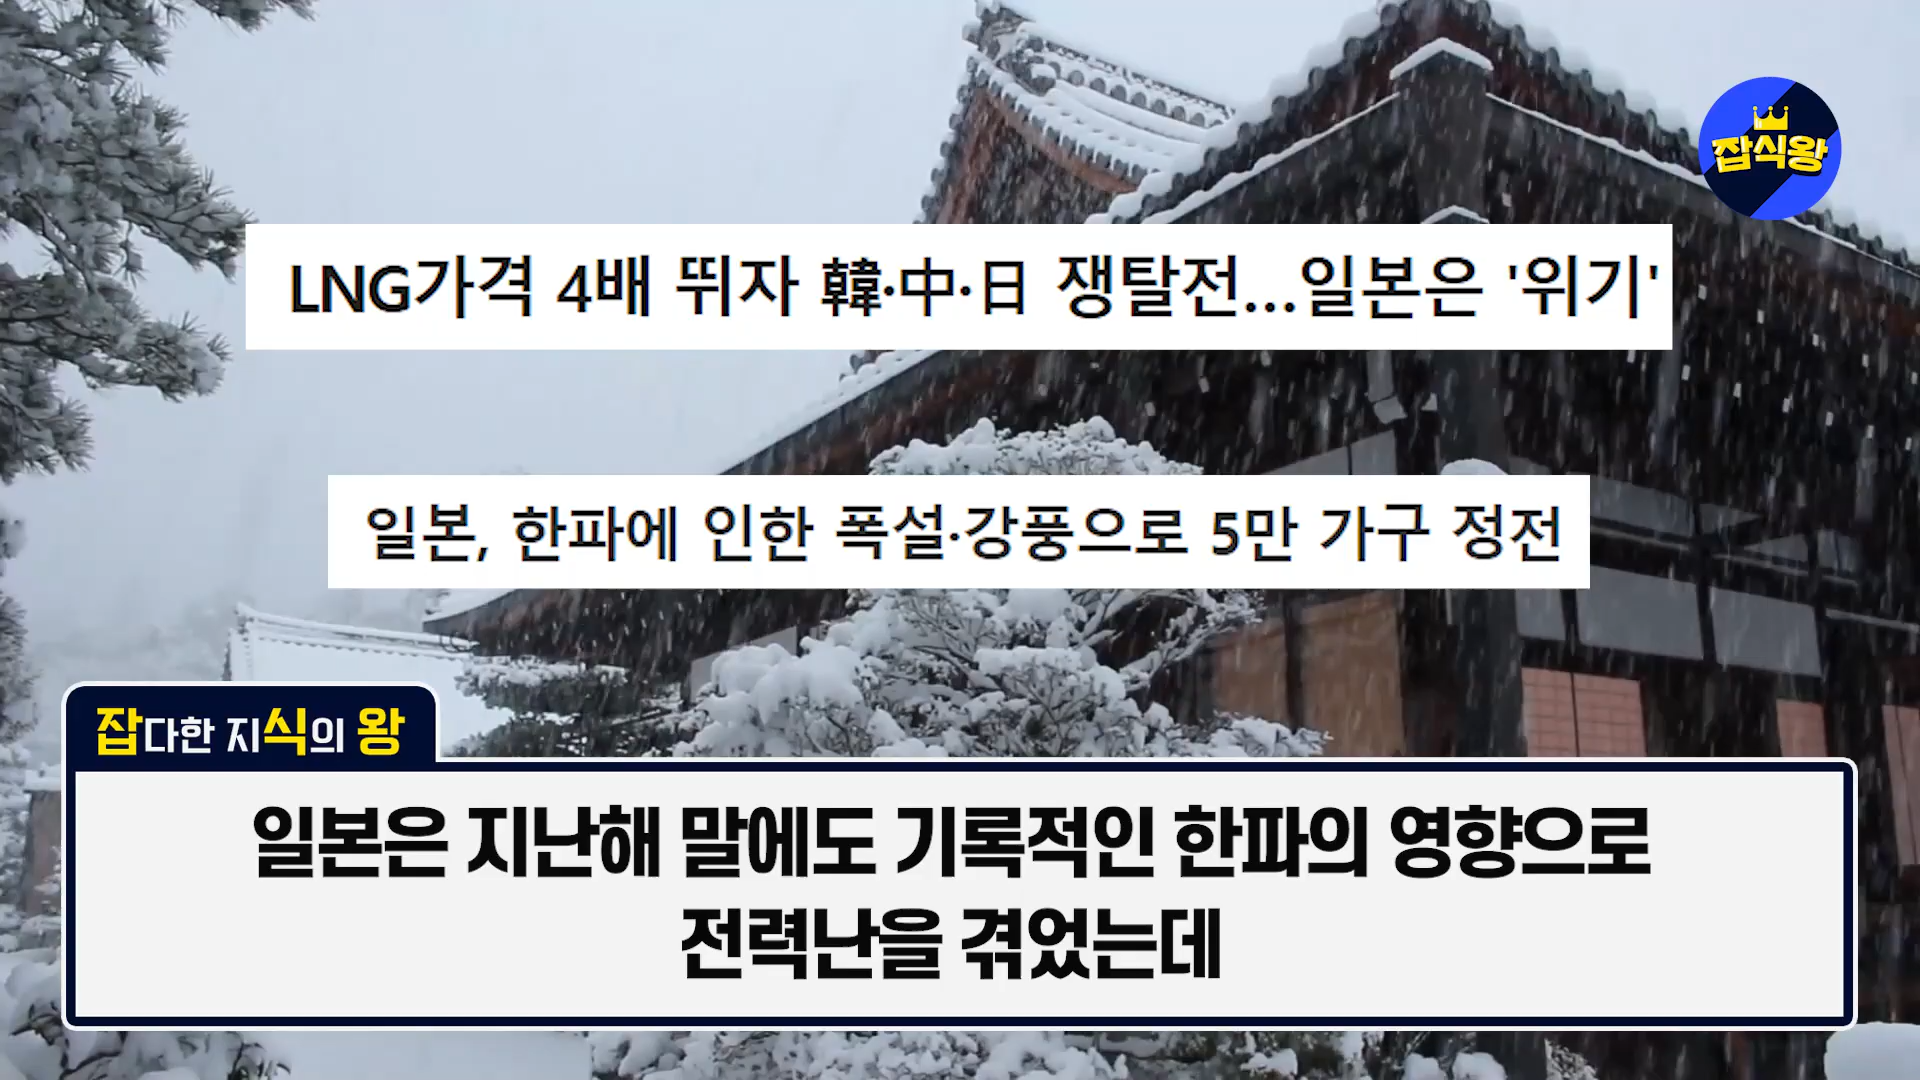 잡식왕
LNG가격 4배 뛰자 韓·中·日 쟁탈전...일본은 '위기'
일본, 한파에 인한 폭설·강풍으로 5만 가구 정전
잡다한 지식의 왕
일본은 지난해 말에도 기록적인 한파의 영향으로
전력난을 겪었는데